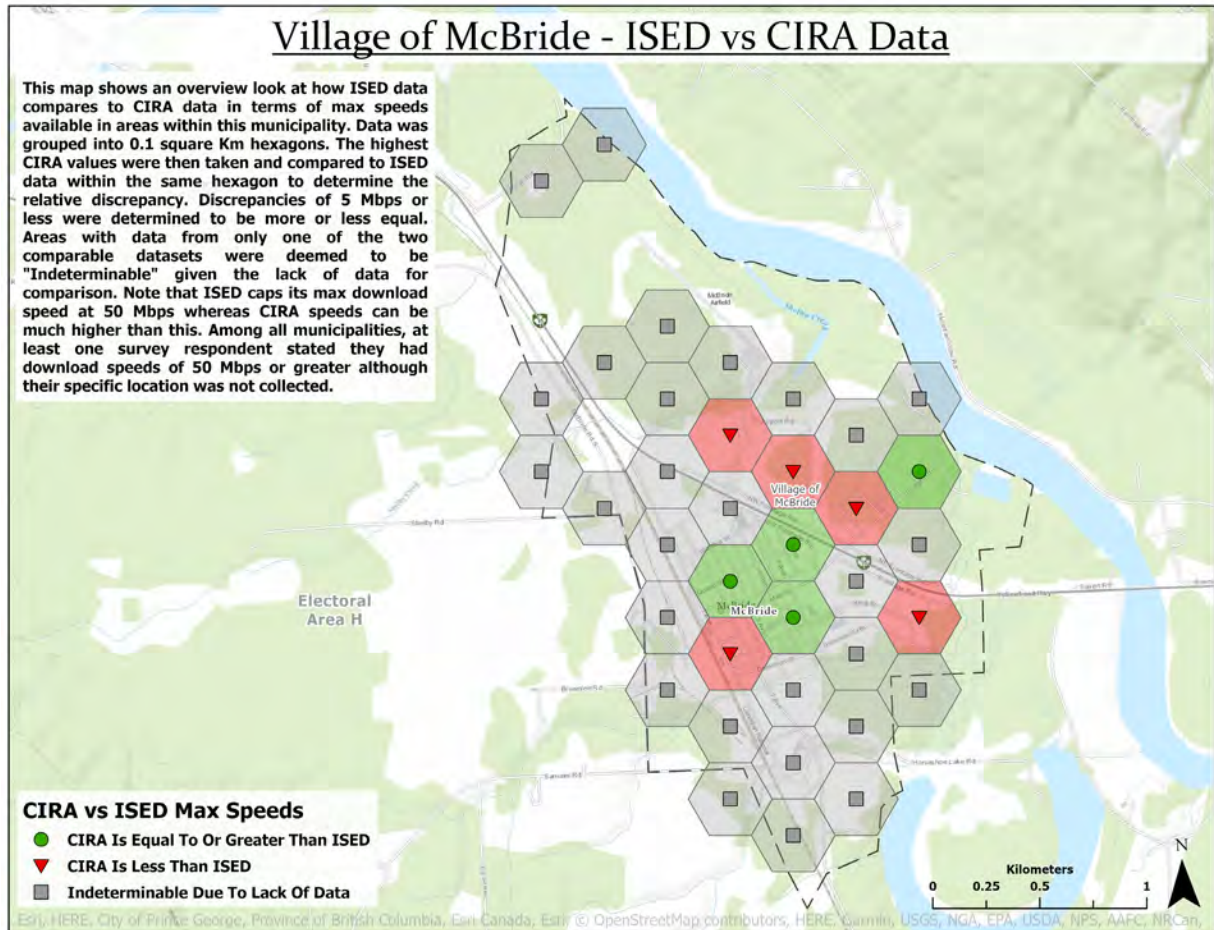 Village of McBride - ISED vs CIRA Data
This map shows an overview look at how ISED data
compares to CIRA data in terms of max speeds
available in areas within this municipality. Data was
grouped into 0.1 square Km hexagons. The highest
CIRA values were then taken and compared to ISED
data within the same hexagon to determine the
relative discrepancy. Discrepancies of 5 Mbps or
less were determined to be more or less equal.
Areas with data from only one of the two
comparable datasets were deemed to be
"Indeterminable" given the lack of data for
comparison. Note that ISED caps its max download
speed at 50 Mbps whereas CIRA speeds can be
much higher than this. Among all municipalities, at
least one survey respondent stated they had
download speeds of 50 Mbps or greater although
their specific location was not collected.
McBride
Airfield
Village of
McBride
Electoral
Area H
McBride
McBride
CIRA vs ISED Max Speeds
CIRA Is Equal To Or Greater Than ISED
CIRA Is Less Than ISED
Indeterminable Due To Lack Of Data
N
Kilometers
0 0.25 0.5 1
Esri, HERE, City of Prince George, Province of British Columbia, Esri Canada, Esri, © OpenStreetMap contributors, HERE, Garmin, USGS, NGA, EPA, USDA, NPS, AAFC, NRCan,